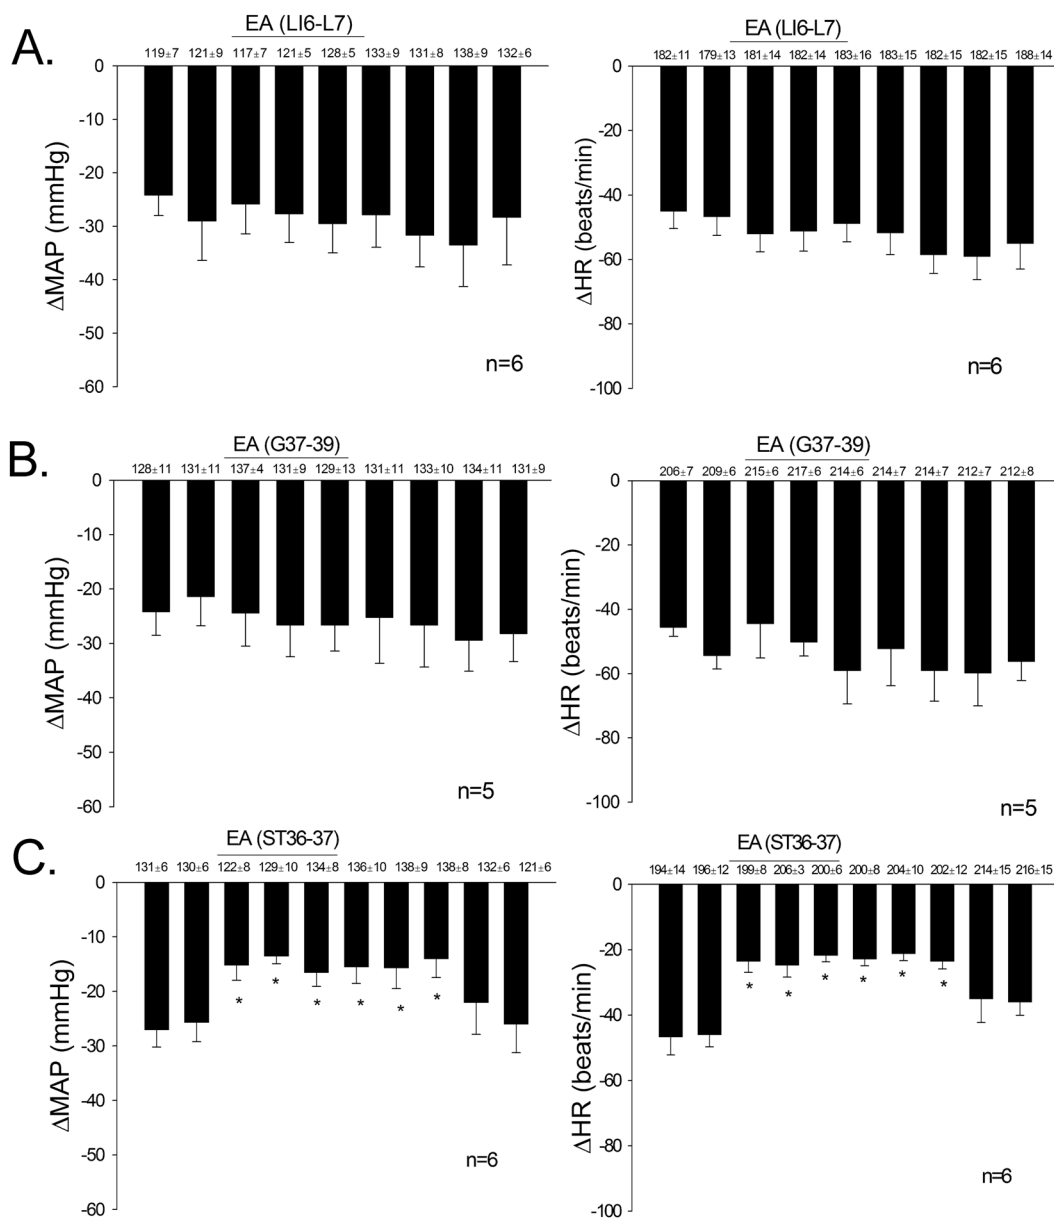 A.
EA (LI6-L7)
119±7 121±9 117±7 121±5 128±5 133±9 131±8 138±9 132±6
0
-10
-20
-30
-40
-50
-60
ΔMAP (mmHg)
n=6
EA (LI6-L7)
182±11 179±13 181±14 182±14 183±16 183±15 182±15 182±15 188±14
0
-20
-40
-60
-80
-100
ΔHR (beats/min)
n=6
B.
EA (G37-39)
128±11 131±11 137±4 131±9 129±13 131±11 133±10 134±11 131±9
0
-10
-20
-30
-40
-50
-60
ΔMAP (mmHg)
n=5
EA (G37-39)
206±7 209±6 215±6 217±6 214±6 214±7 214±7 212±7 212±8
0
-20
-40
-60
-80
-100
ΔHR (beats/min)
n=5
C.
EA (ST36-37)
131±6 130±6 122±8 129±10 134±8 136±10 138±9 138±8 132±6 121±6
0
-10
-20
-30
-40
-50
-60
ΔMAP (mmHg)
* * * * * *
n=6
EA (ST36-37)
194±14 196±12 199±8 206±3 200±6 200±8 204±10 202±12 214±15 216±15
0
-20
-40
-60
-80
-100
ΔHR (beats/min)
* * * * * *
n=6